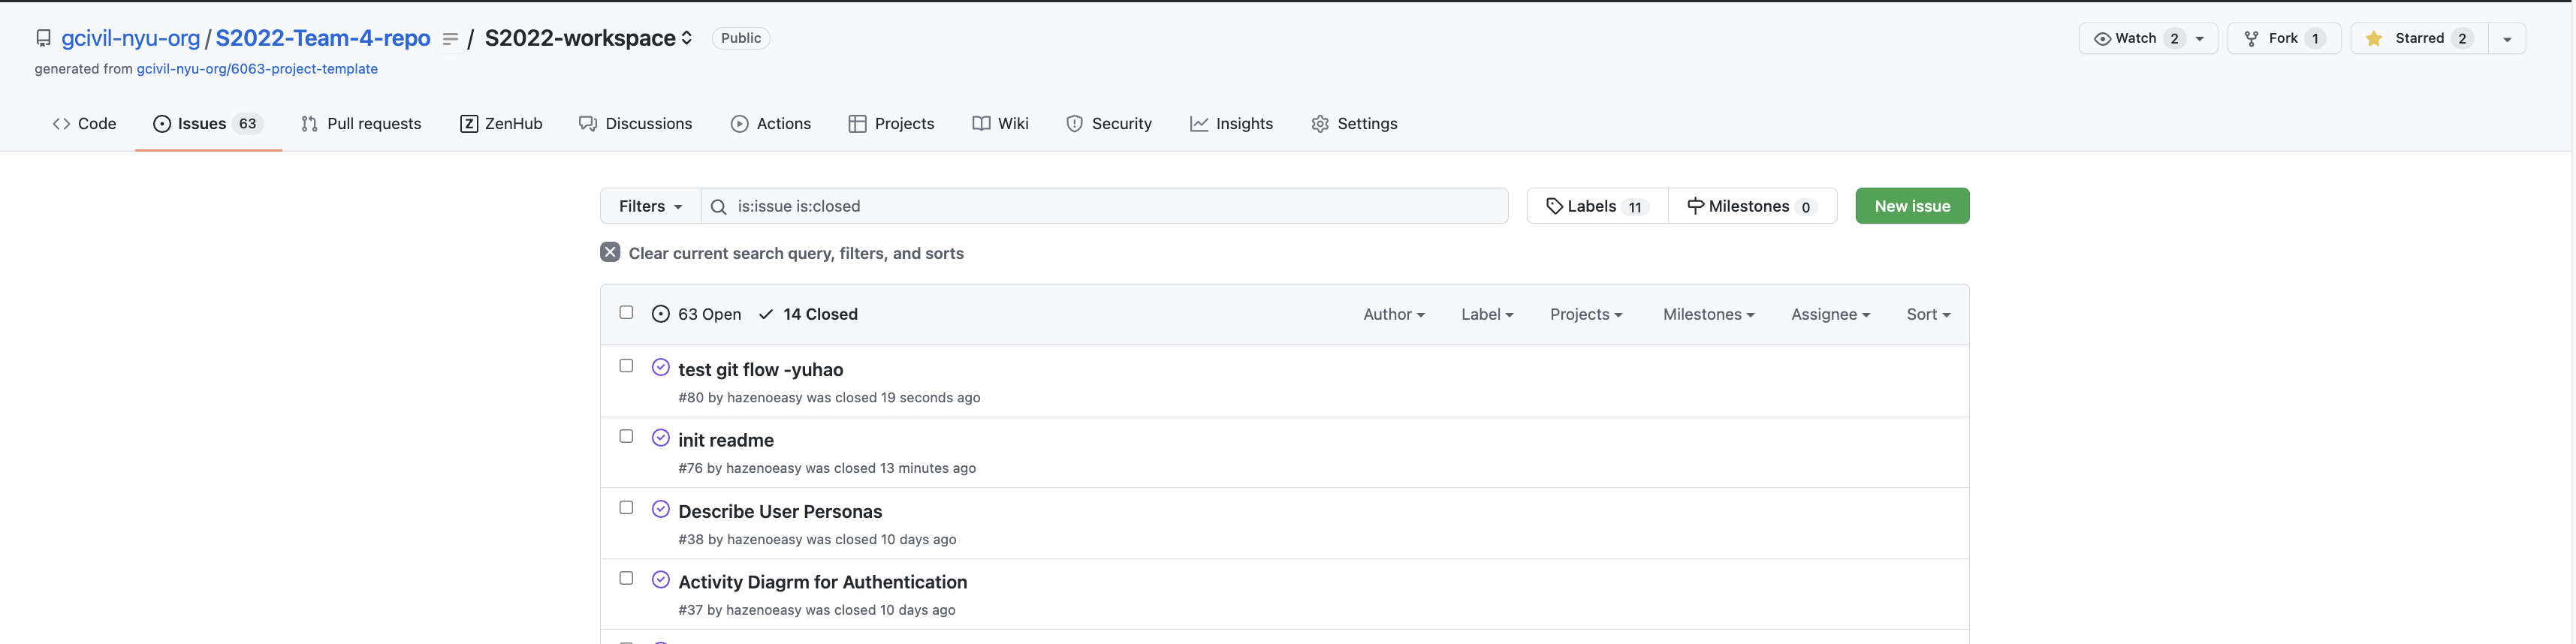 gcivil-nyu-org / S2022-Team-4-repo / S2022-workspace Public Watch 2 Fork 1 Starred 2
generated from gcivil-nyu-org/6063-project-template
Code Issues 63 Pull requests ZenHub Discussions Actions Projects Wiki Security Insights Settings
Filters is:issue is:closed Labels 11 Milestones 0 New issue
Clear current search query, filters, and sorts
63 Open 14 Closed Author Label Projects Milestones Assignee Sort
test git flow -yuhao
#80 by hazenoeasy was closed 19 seconds ago
init readme
#76 by hazenoeasy was closed 13 minutes ago
Describe User Personas
#38 by hazenoeasy was closed 10 days ago
Activity Diagrm for Authentication
#37 by hazenoeasy was closed 10 days ago